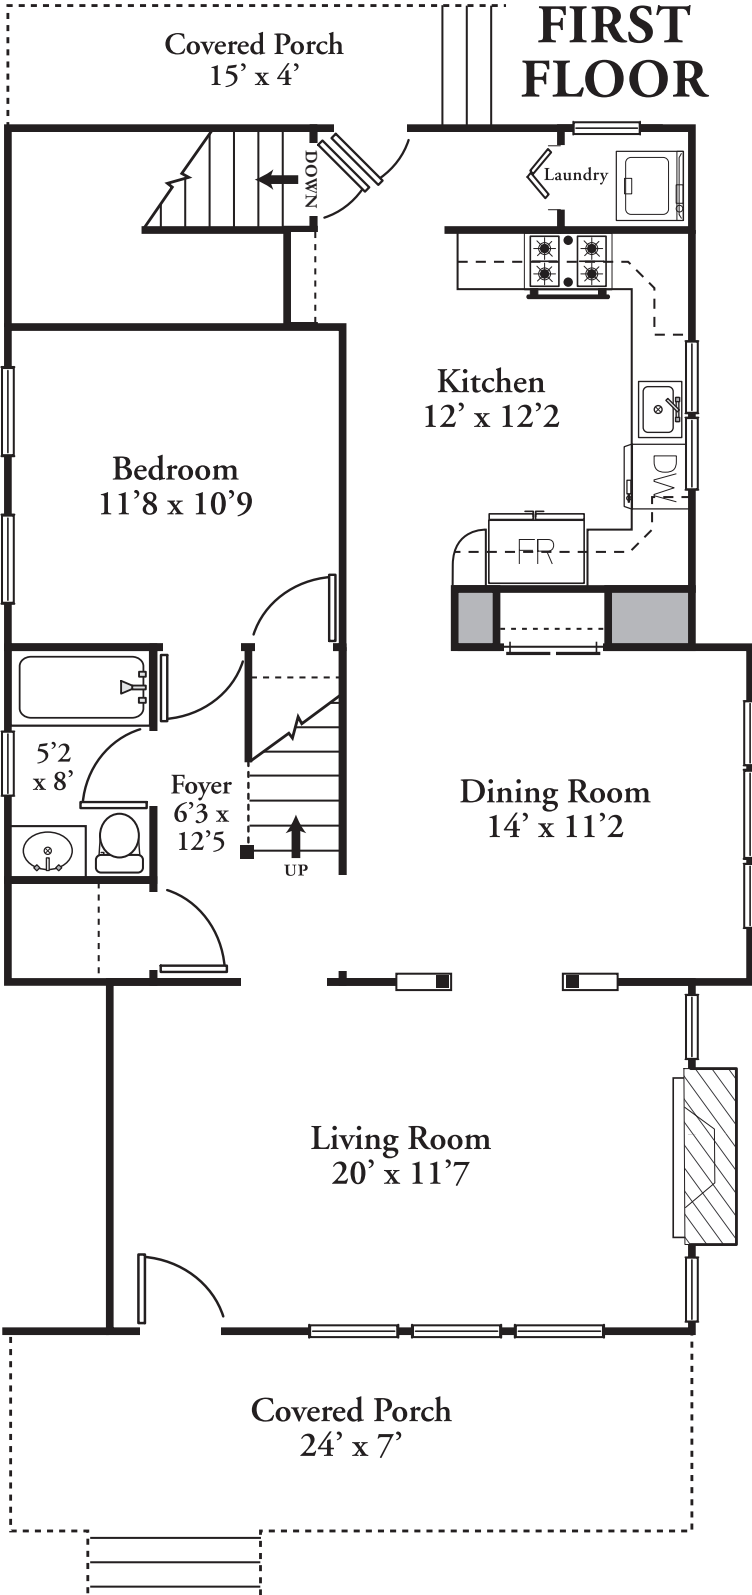 FIRST
FLOOR
Covered Porch
15’ x 4’
DOWN
Laundry
Kitchen
12’ x 12’2
Bedroom
11’8 x 10’9
DW
FR
5’2
x 8’
Foyer
6’3 x
12’5
UP
Dining Room
14’ x 11’2
Living Room
20’ x 11’7
Covered Porch
24’ x 7’